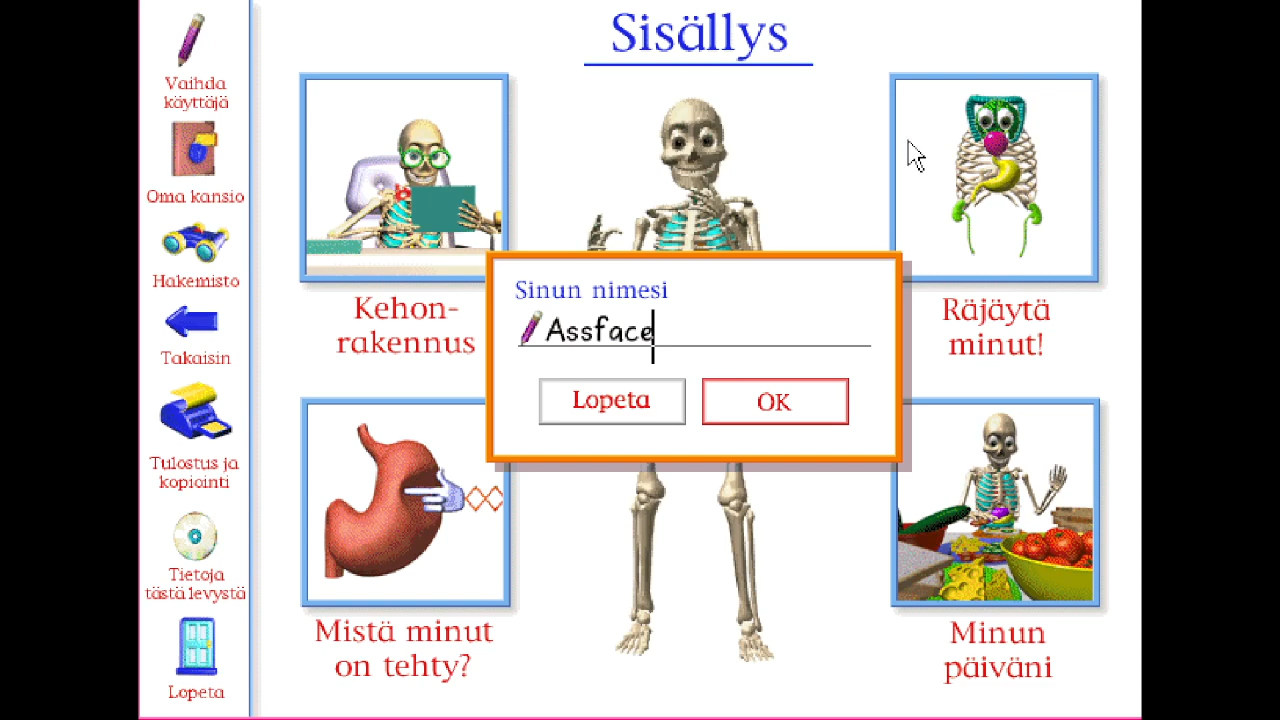 Sisällys
Vaihda
käyttäjä
Oma kansio
Hakemisto
Takaisin
Tulostus ja
kopiointi
Tietoja
tästä levystä
Lopeta
Kehon-
rakennus
Räjäytä
minut!
Sinun nimesi
Assface
Lopeta
OK
Mistä minut
on tehty?
Minun
päiväni